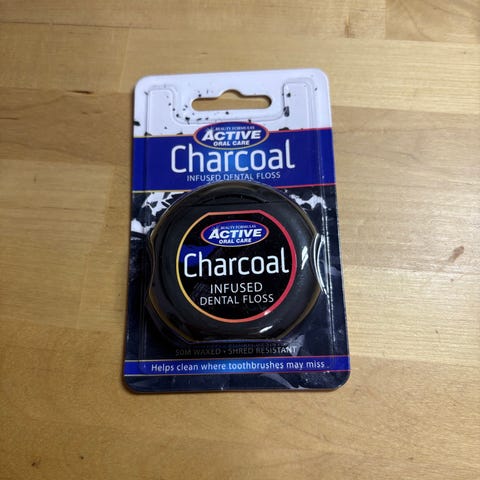 BEAUTY FORMULAS
ACTIVE
ORAL CARE
Charcoal
INFUSED DENTAL FLOSS
BEAUTY FORMULAS
ACTIVE
ORAL CARE
Charcoal
INFUSED
DENTAL FLOSS
50M WAXED • SHRED RESISTANT
Helps clean where toothbrushes may miss